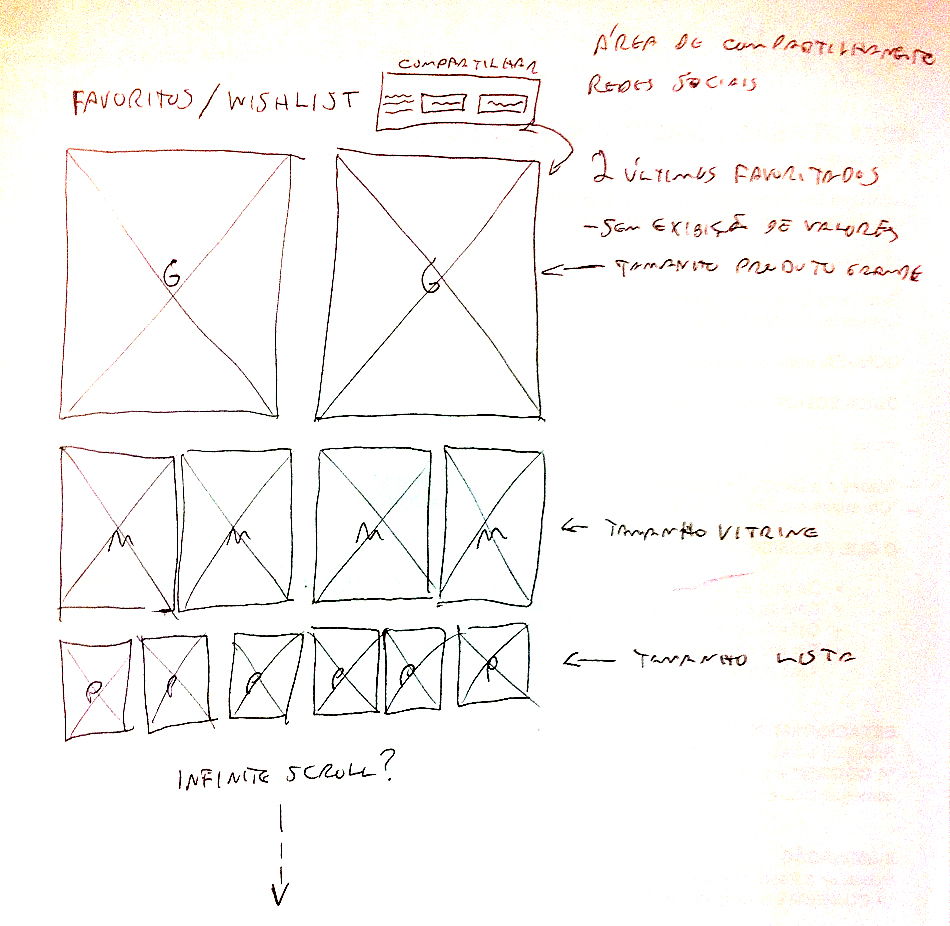 ÁREA DE COMPARTILHAMENTO
REDES SOCIAIS
COMPARTILHAR
FAVORITOS / WISHLIST
2 ÚLTIMOS FAVORITADOS
- SEM EXIBIÇÃO DE VALORES
TAMANHO PRODUTO GRANDE
G G
M M M M
TAMANHO VITRINE
P P P P P P
TAMANHO LISTA
INFINITE SCROLL?